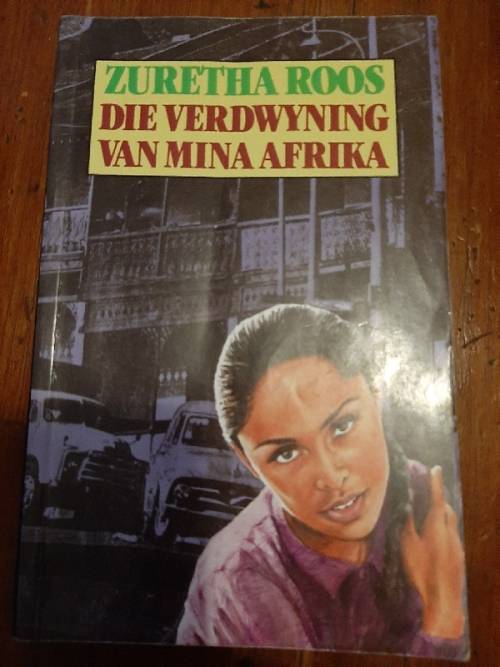 ZURETHA ROOS
DIE VERDWYNING
VAN MINA AFRIKA